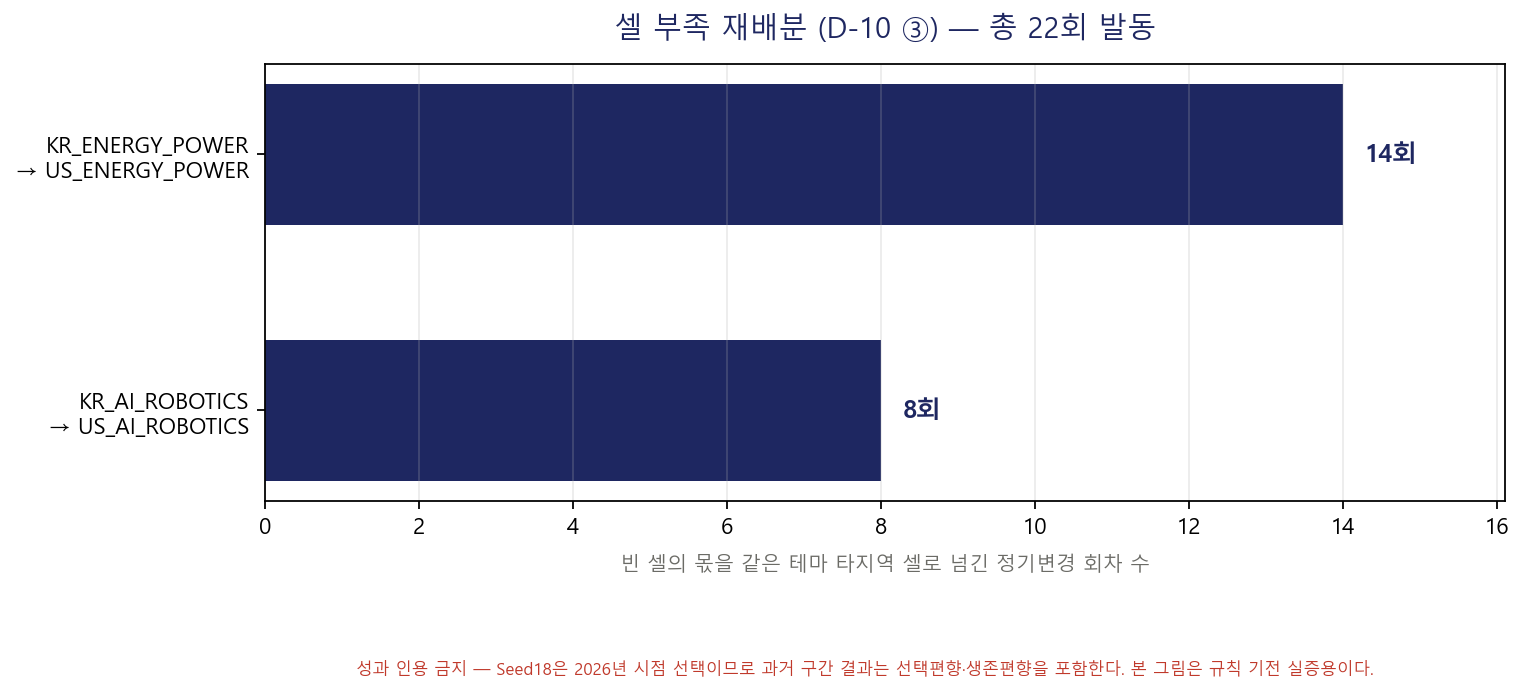 셀 부족 재배분 (D-10 ③) — 총 22회 발동
KR_ENERGY_POWER
→ US_ENERGY_POWER
14회
KR_AI_ROBOTICS
→ US_AI_ROBOTICS
8회
0 2 4 6 8 10 12 14 16
빈 셀의 몫을 같은 테마 타지역 셀로 넘긴 정기변경 회차 수
성과 인용 금지 — Seed18은 2026년 시점 선택이므로 과거 구간 결과는 선택편향·생존편향을 포함한다. 본 그림은 규칙 기전 실증용이다.